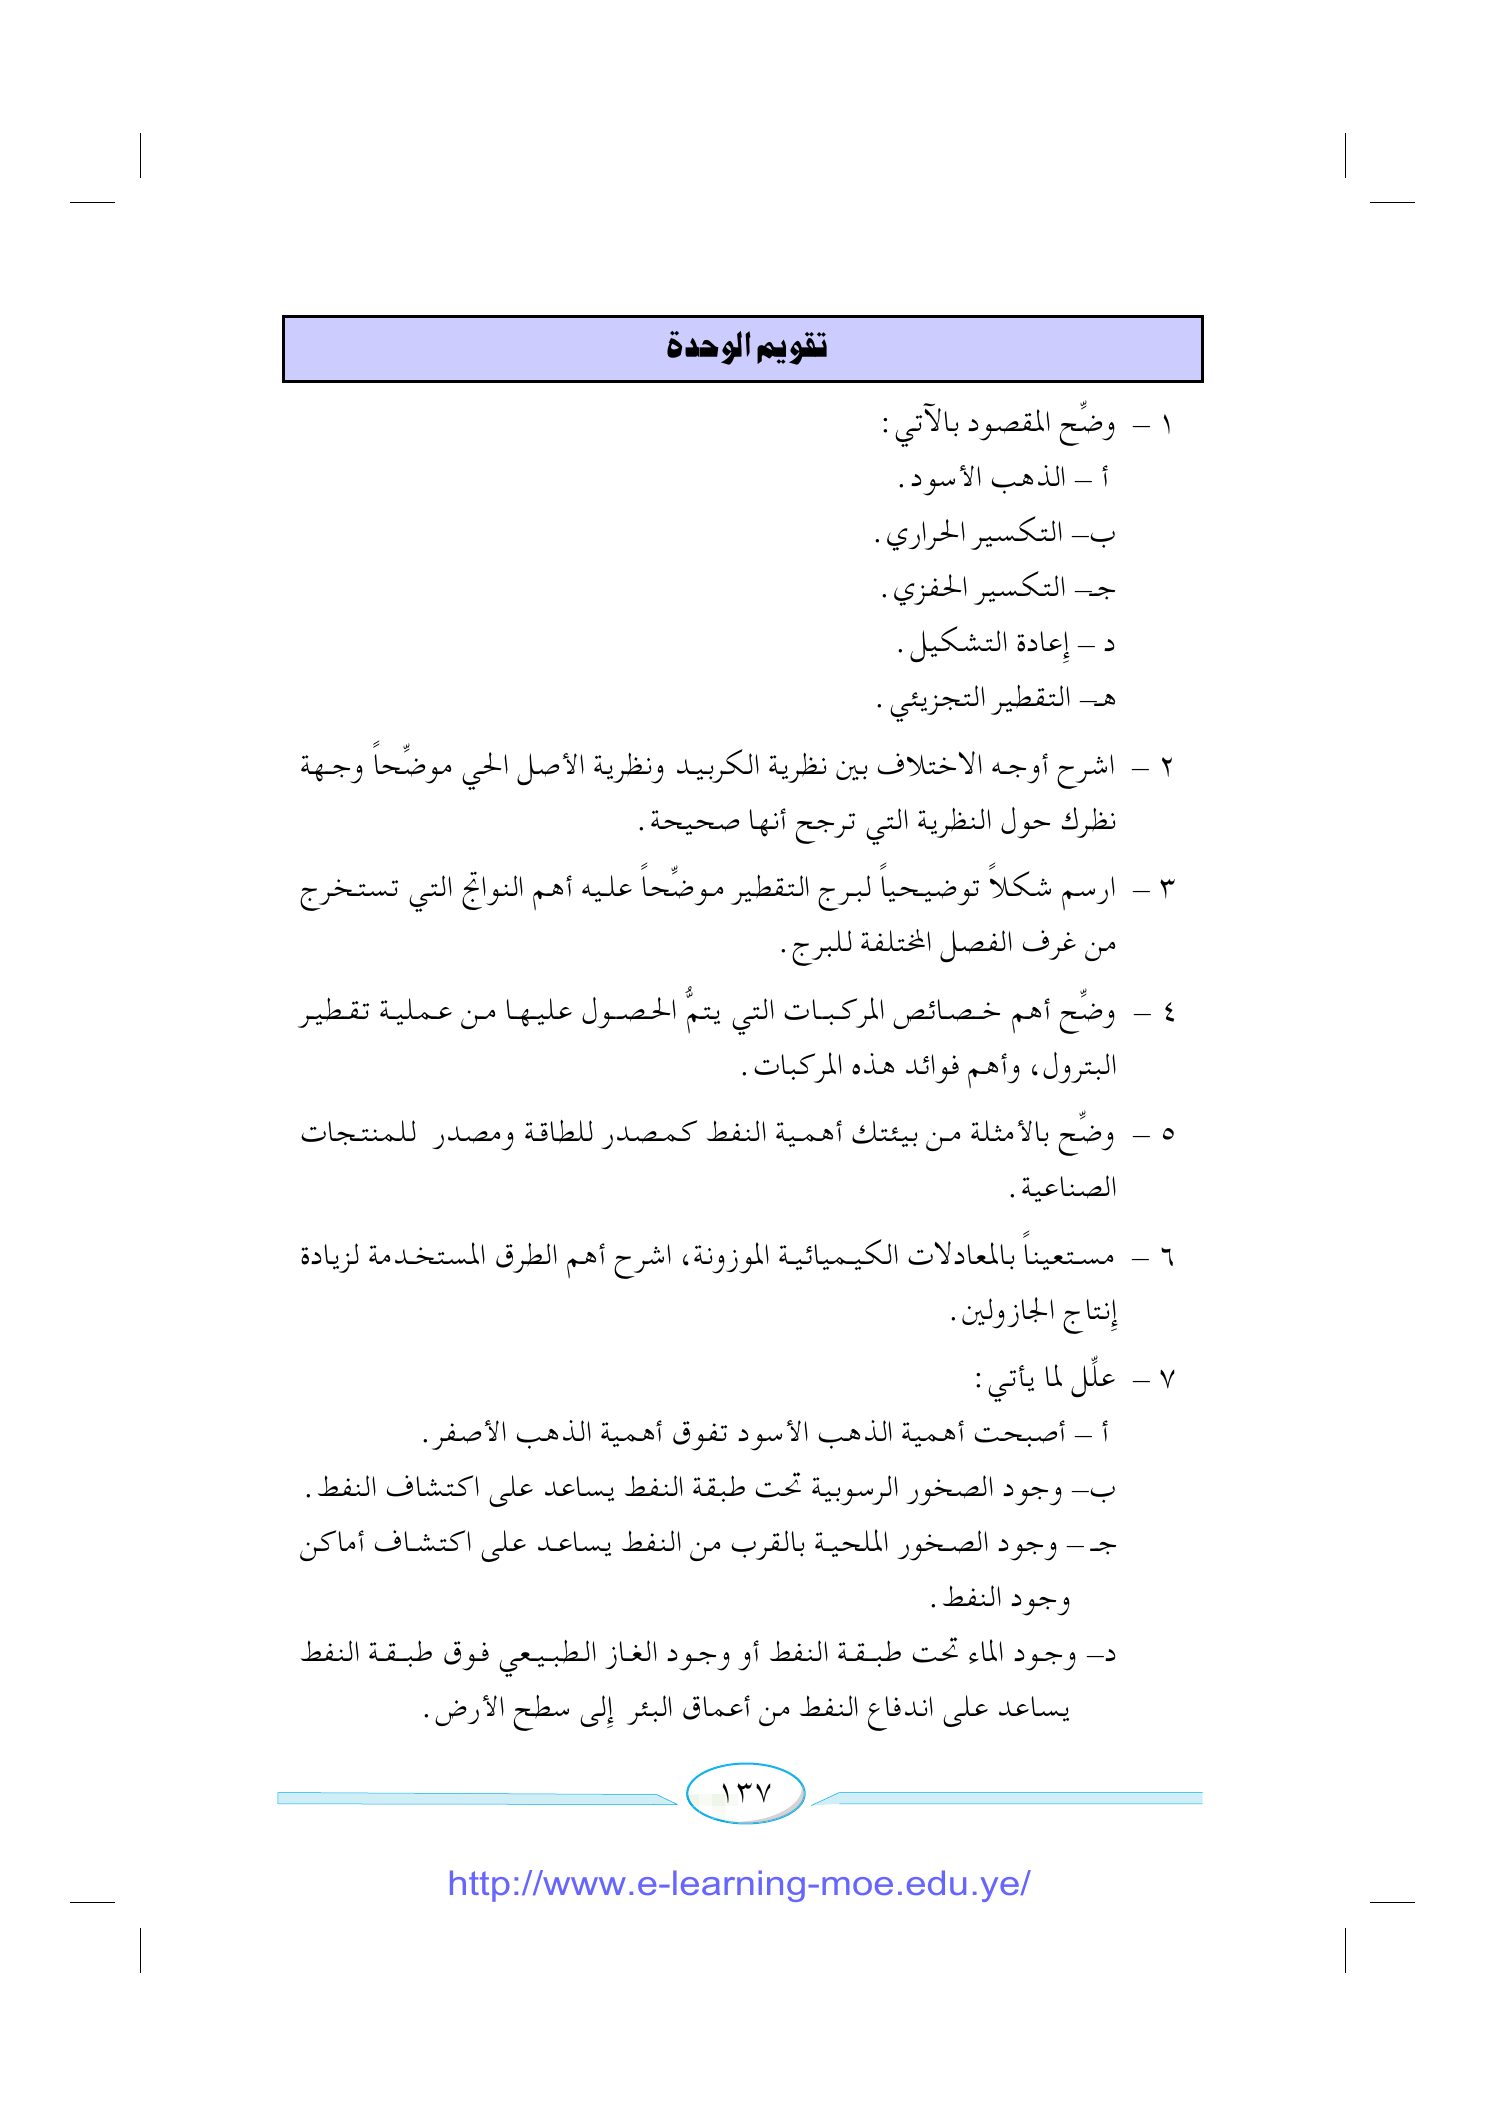 تقويم الوحدة
١ – وضِّح المقصود بالآتي :
أ – الذهب الأسود .
ب– التكسير الحراري .
جـ– التكسير الحفزي .
د – إِعادة التشكيل .
هـ– التقطير التجزيئي .
٢ – اشرح أوجه الاختلاف بين نظرية الكربيد ونظرية الأصل الحي موضِّحاً وجهة
نظرك حول النظرية التي ترجح أنها صحيحة .
٣ – ارسم شكلاً توضيحياً لبرج التقطير موضِّحاً عليه أهم النواتج التي تستخرج
من غرف الفصل المختلفة للبرج .
٤ – وضِّح أهم خصائص المركبات التي يتمُّ الحصول عليها من عملية تقطير
البترول، وأهم فوائد هذه المركبات .
٥ – وضِّح بالأمثلة من بيئتك أهمية النفط كمصدر للطاقة ومصدر للمنتجات
الصناعية .
٦ – مستعيناً بالمعادلات الكيميائية الموزونة، اشرح أهم الطرق المستخدمة لزيادة
إِنتاج الجازولين .
٧ – علِّل لما يأتي :
أ – أصبحت أهمية الذهب الأسود تفوق أهمية الذهب الأصفر .
ب– وجود الصخور الرسوبية تحت طبقة النفط يساعد على اكتشاف النفط .
جـ – وجود الصخور الملحية بالقرب من النفط يساعد على اكتشاف أماكن
وجود النفط .
د– وجود الماء تحت طبقة النفط أو وجود الغاز الطبيعي فوق طبقة النفط
يساعد على اندفاع النفط من أعماق البئر إِلى سطح الأرض .
١٣٧
http://www.e-learning-moe.edu.ye/